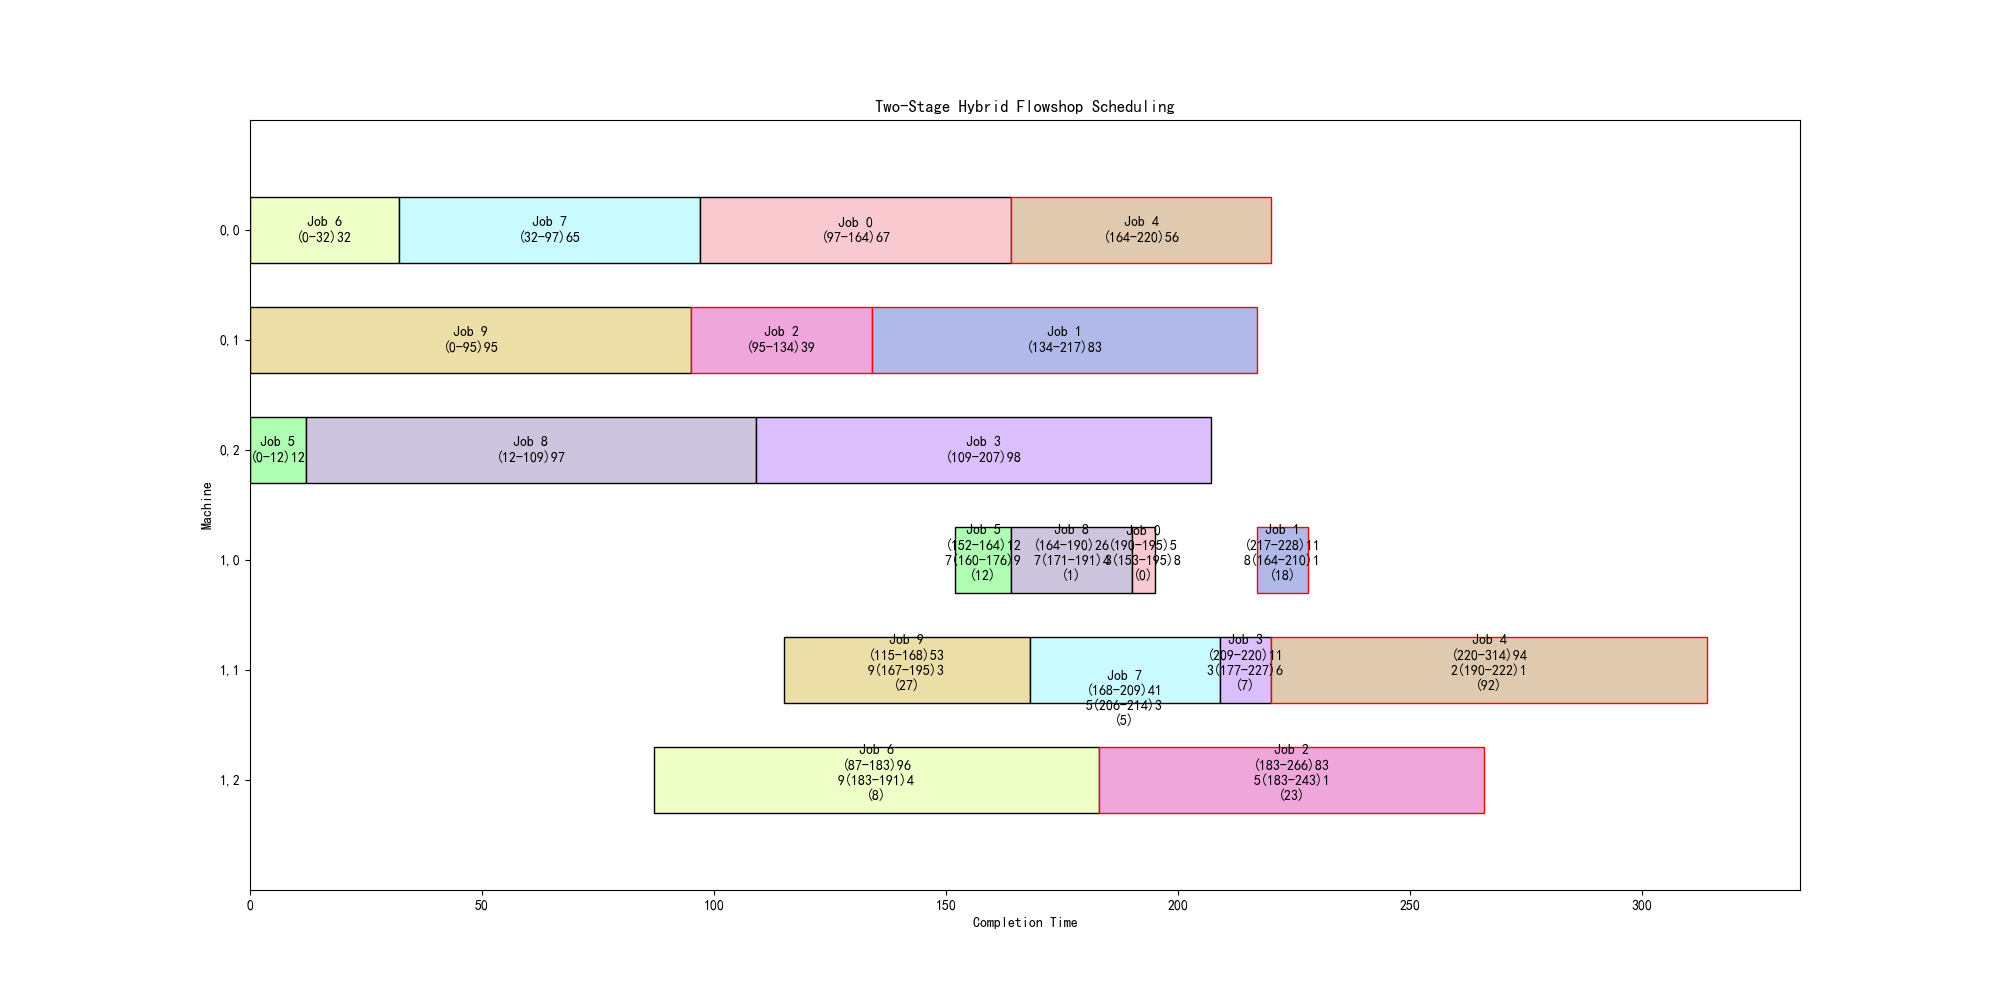 Two-Stage Hybrid Flowshop Scheduling
Machine
0,0
Job 6
(0-32)32
Job 7
(32-97)65
Job 0
(97-164)67
Job 4
(164-220)56
0,1
Job 9
(0-95)95
Job 2
(95-134)39
Job 1
(134-217)83
0,2
Job 5
(0-12)12
Job 8
(12-109)97
Job 3
(109-207)98
1,0
Job 5
(152-164)12
7(160-176)9
(12)
Job 8
(164-190)26
7(171-191)4
(1)
Job 0
(190-195)5
3(153-195)8
(0)
Job 1
(217-228)11
8(164-210)1
(18)
1,1
Job 9
(115-168)53
9(167-195)3
(27)
Job 7
(168-209)41
5(206-214)3
(5)
Job 3
(209-220)11
3(177-227)6
(7)
Job 4
(220-314)94
2(190-222)1
(92)
1,2
Job 6
(87-183)96
9(183-191)4
(8)
Job 2
(183-266)83
5(183-243)1
(23)
0 50 100 150 200 250 300
Completion Time